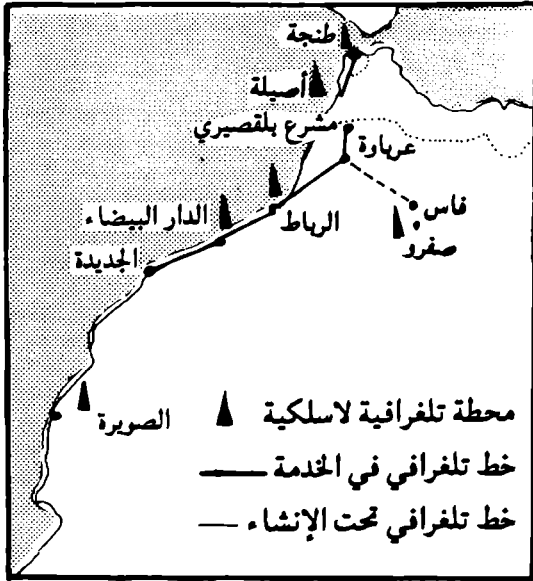 طنجة
أصيلة
مشرع بلقصيري
عرباوة
فاس
صفرو
الرباط
الدار البيضاء
الجديدة
الصويرة
محطة تلغرافية لاسلكية
خط تلغرافي في الخدمة
خط تلغرافي تحت الإنشاء